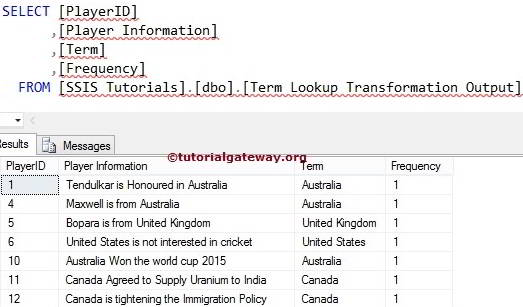 SELECT [PlayerID]
,[Player Information]
,[Term]
,[Frequency]
FROM [SSIS Tutorials].[dbo].[Term Lookup Transformation Output]
Results Messages
©tutorialgateway.org
PlayerID Player Information Term Frequency
1 Tendulkar is Honoured in Australia Australia 1
4 Maxwell is from Australia Australia 1
5 Bopara is from United Kingdom United Kingdom 1
6 United States is not interested in cricket United States 1
10 Australia Won the world cup 2015 Australia 1
11 Canada Agreed to Supply Uranium to India Canada 1
12 Canada is tightening the Immigration Policy Canada 1